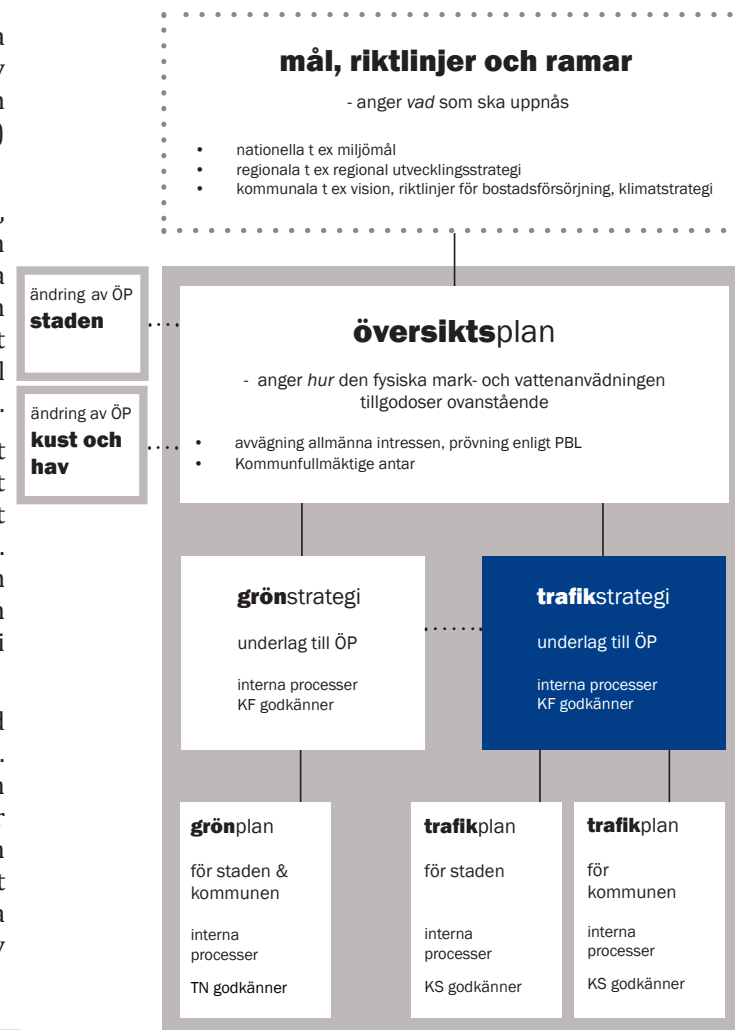 mål, riktlinjer och ramar
- anger vad som ska uppnås
• nationella t ex miljömål
• regionala t ex regional utvecklingsstrategi
• kommunala t ex vision, riktlinjer för bostadsförsörjning, klimatstrategi
ändring av ÖP
staden
ändring av ÖP
kust och
hav
översiktsplan
- anger hur den fysiska mark- och vattenanvädningen
tillgodoser ovanstående
• avvägning allmänna intressen, prövning enligt PBL
• Kommunfullmäktige antar
grönstrategi
underlag till ÖP
interna processer
KF godkänner
trafikstrategi
underlag till ÖP
interna processer
KF godkänner
grönplan
för staden &
kommunen
interna
processer
TN godkänner
trafikplan
för staden
interna
processer
KS godkänner
trafikplan
för
kommunen
interna
processer
KS godkänner